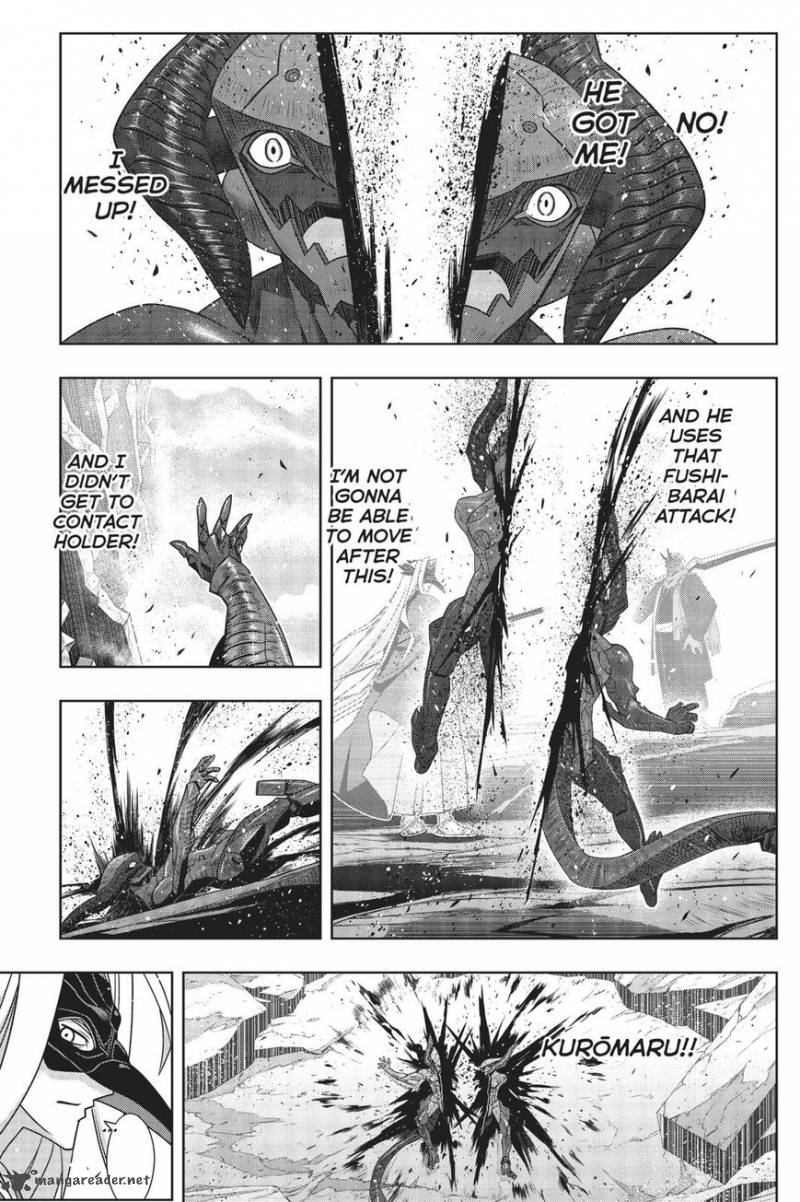 NO!
HE
GOT
ME!
I
MESSED
UP!
AND HE
USES
THAT
FUSHI-
BARAI
ATTACK!
I'M NOT
GONNA
BE ABLE
TO MOVE
AFTER
THIS!
AND I
DIDN'T
GET TO
CONTACT
HOLDER!
KURŌMARU!!
mangareader.net